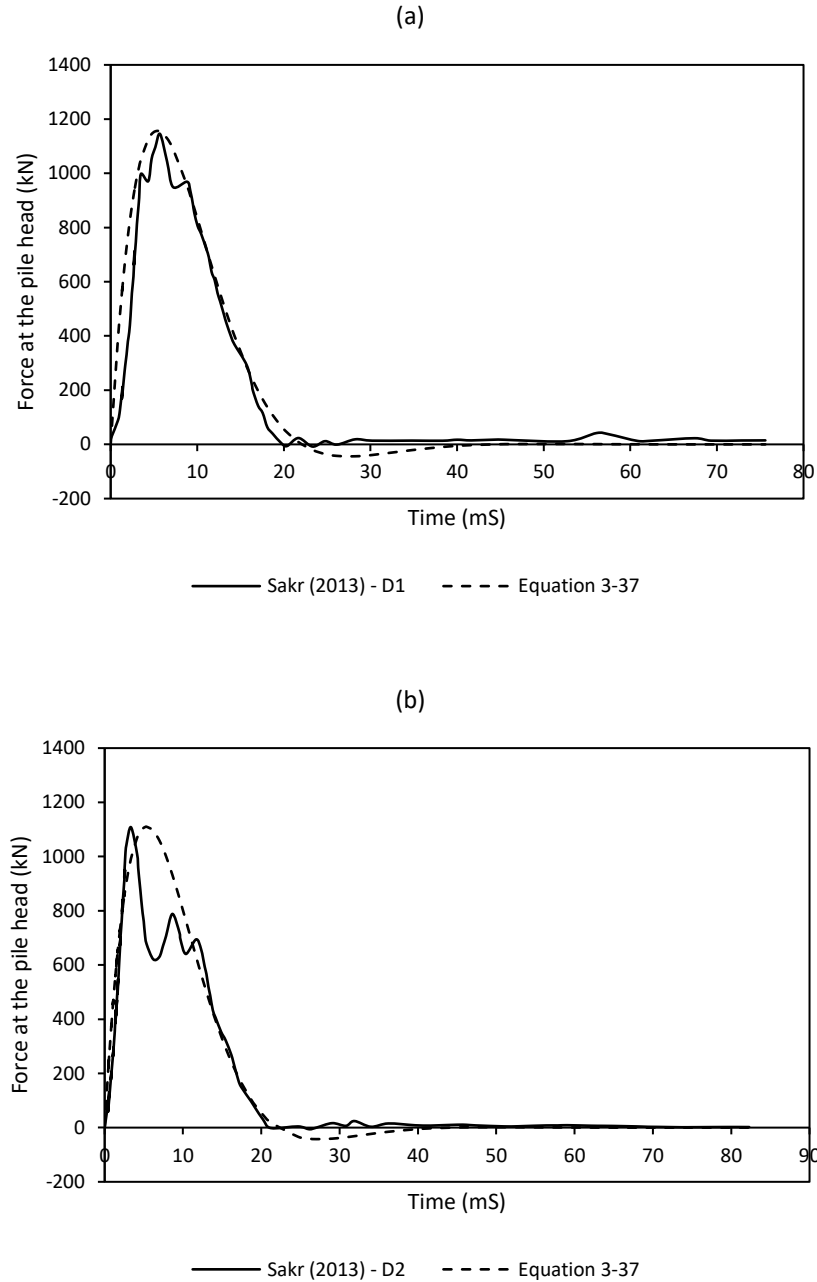 (a)
1400
1200
1000
800
600
400
200
0
-200
Force at the pile head (kN)
0 10 20 30 40 50 60 70 80
Time (mS)
Sakr (2013) - D1 Equation 3-37
(b)
1400
1200
1000
800
600
400
200
0
-200
Force at the pile head (kN)
0 10 20 30 40 50 60 70 80 90
Time (mS)
Sakr (2013) - D2 Equation 3-37